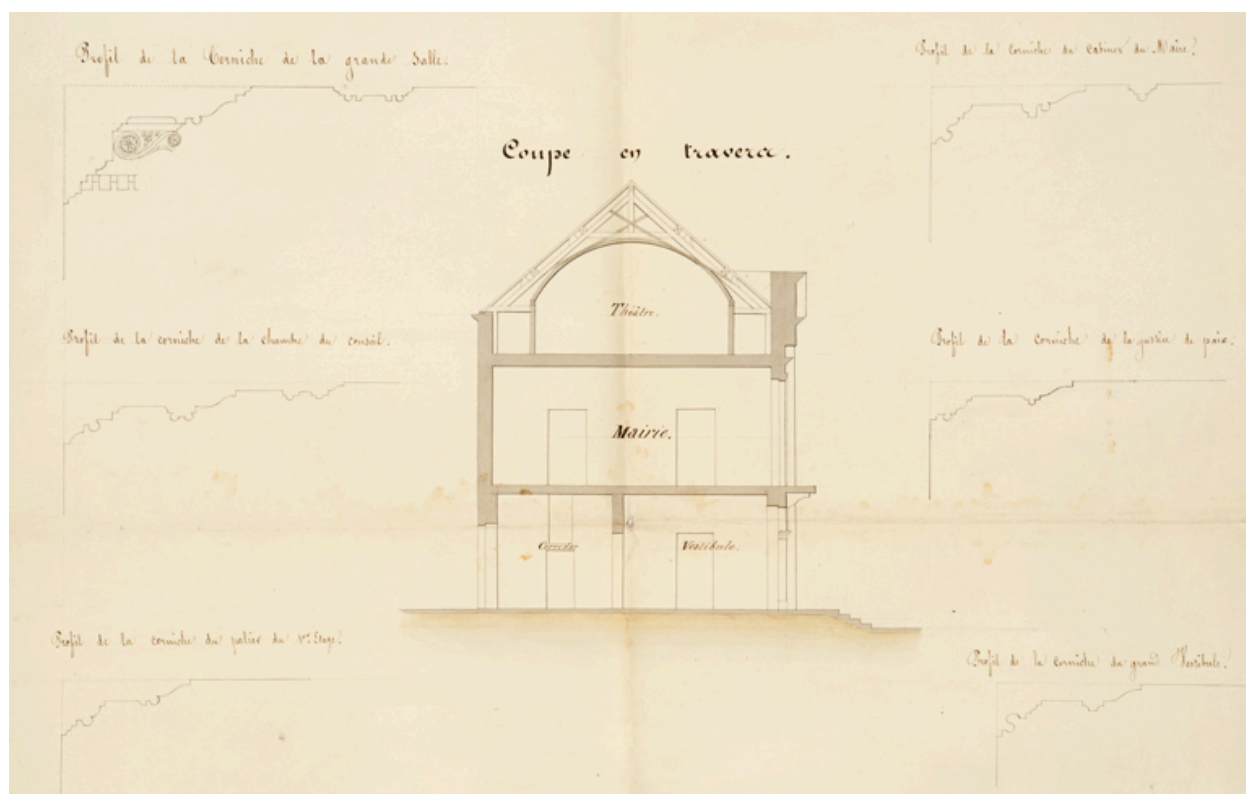 Profil de la Corniche de la grande Salle.
Profil de la corniche du cabinet du Maire.
Coupe en travers.
Théâtre.
Profil de la corniche de la chambre du conseil.
Profil de la corniche de la justice de paix.
Mairie.
Corridor
Vestibule.
Profil de la corniche du palier du 1er Etage.
Profil de la corniche du grand Vestibule.